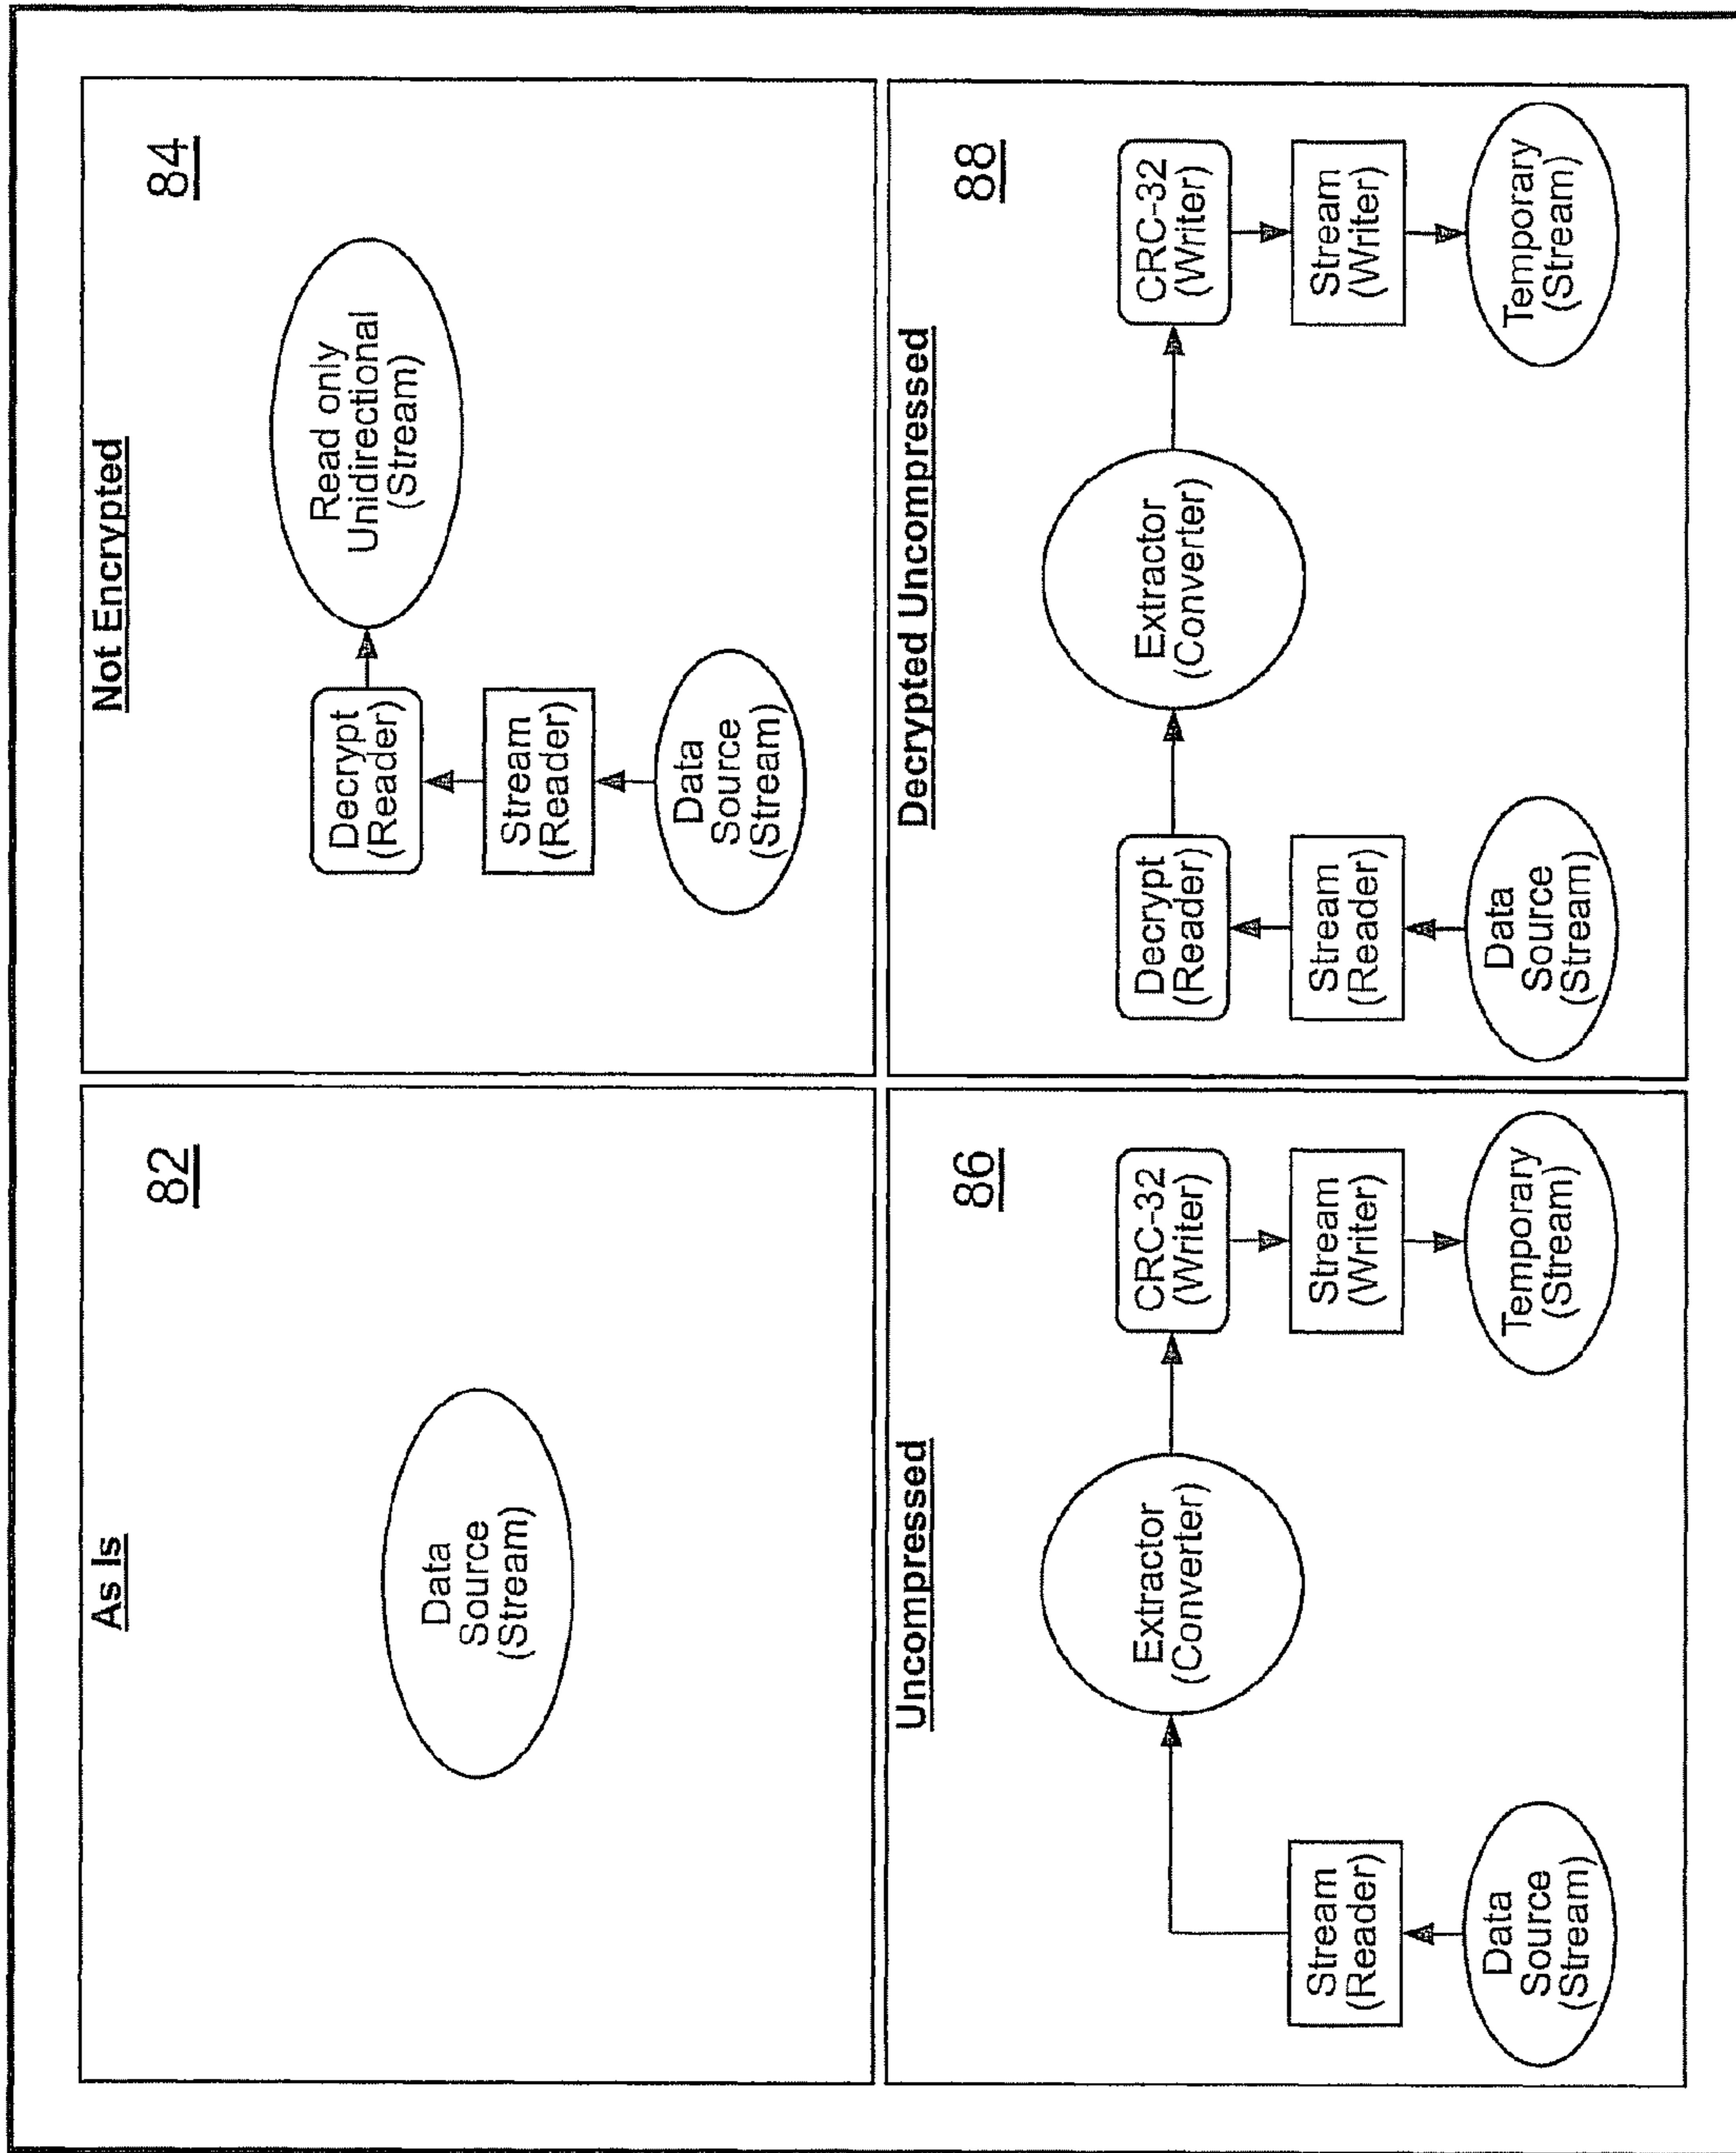 As Is
82
Data
Source
(Stream)
Not Encrypted
84
Decrypt
(Reader)
Stream
(Reader)
Data
Source
(Stream)
Read only
Unidirectional
(Stream)
Uncompressed
86
Stream
(Reader)
Data
Source
(Stream)
Extractor
(Converter)
CRC-32
(Writer)
Stream
(Writer)
Temporary
(Stream)
Decrypted Uncompressed
88
Decrypt
(Reader)
Stream
(Reader)
Data
Source
(Stream)
Extractor
(Converter)
CRC-32
(Writer)
Stream
(Writer)
Temporary
(Stream)